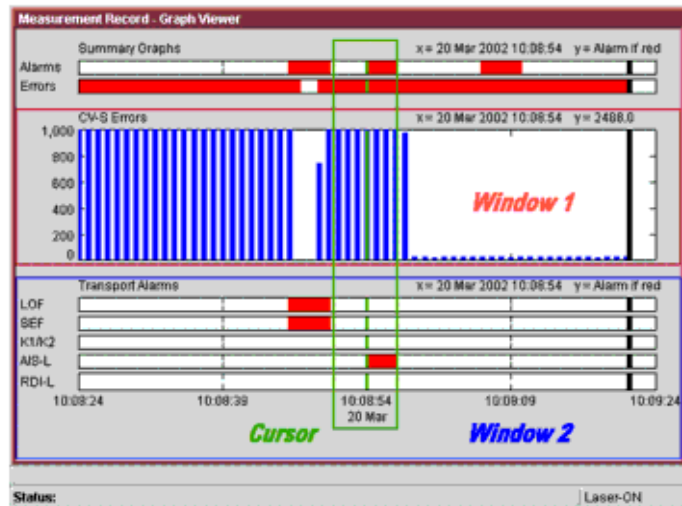 Measurement Record - Graph Viewer
Summary Graphs x = 20 Mar 2002 10:08:54 y = Alarm if red
Alarms
Errors
CV-S Errors x = 20 Mar 2002 10:08:54 y = 2488.0
1,000
800
600
400
200
0
Window 1
Transport Alarms x = 20 Mar 2002 10:08:54 y = Alarm if red
LOF
SEF
K1/K2
AIS-L
RDI-L
10:08:24 10:08:39 10:08:54 10:09:09 10:09:24
20 Mar
Cursor Window 2
Status: Laser-ON